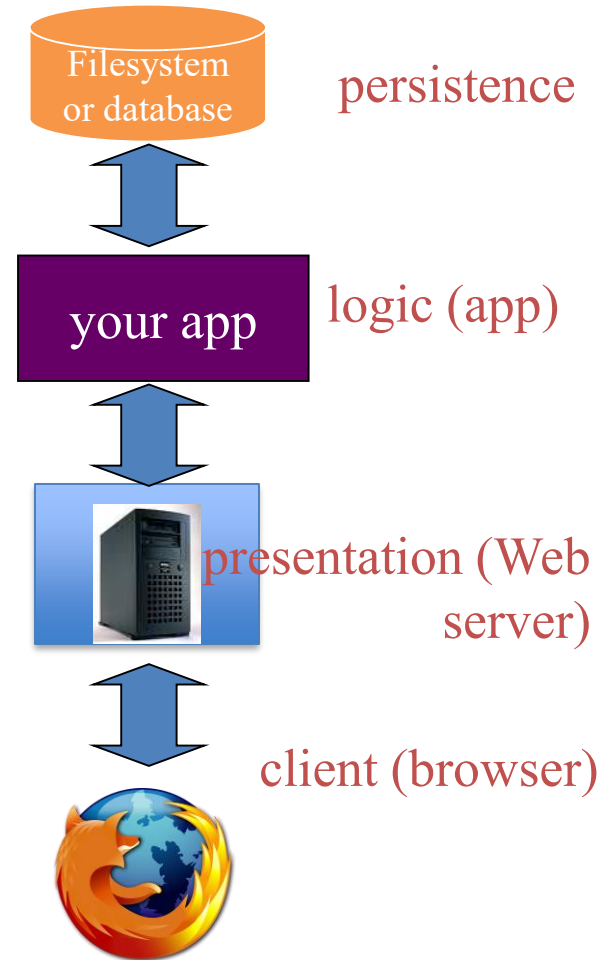 Filesystem
or database
persistence
your app
logic (app)
presentation (Web
server)
client (browser)